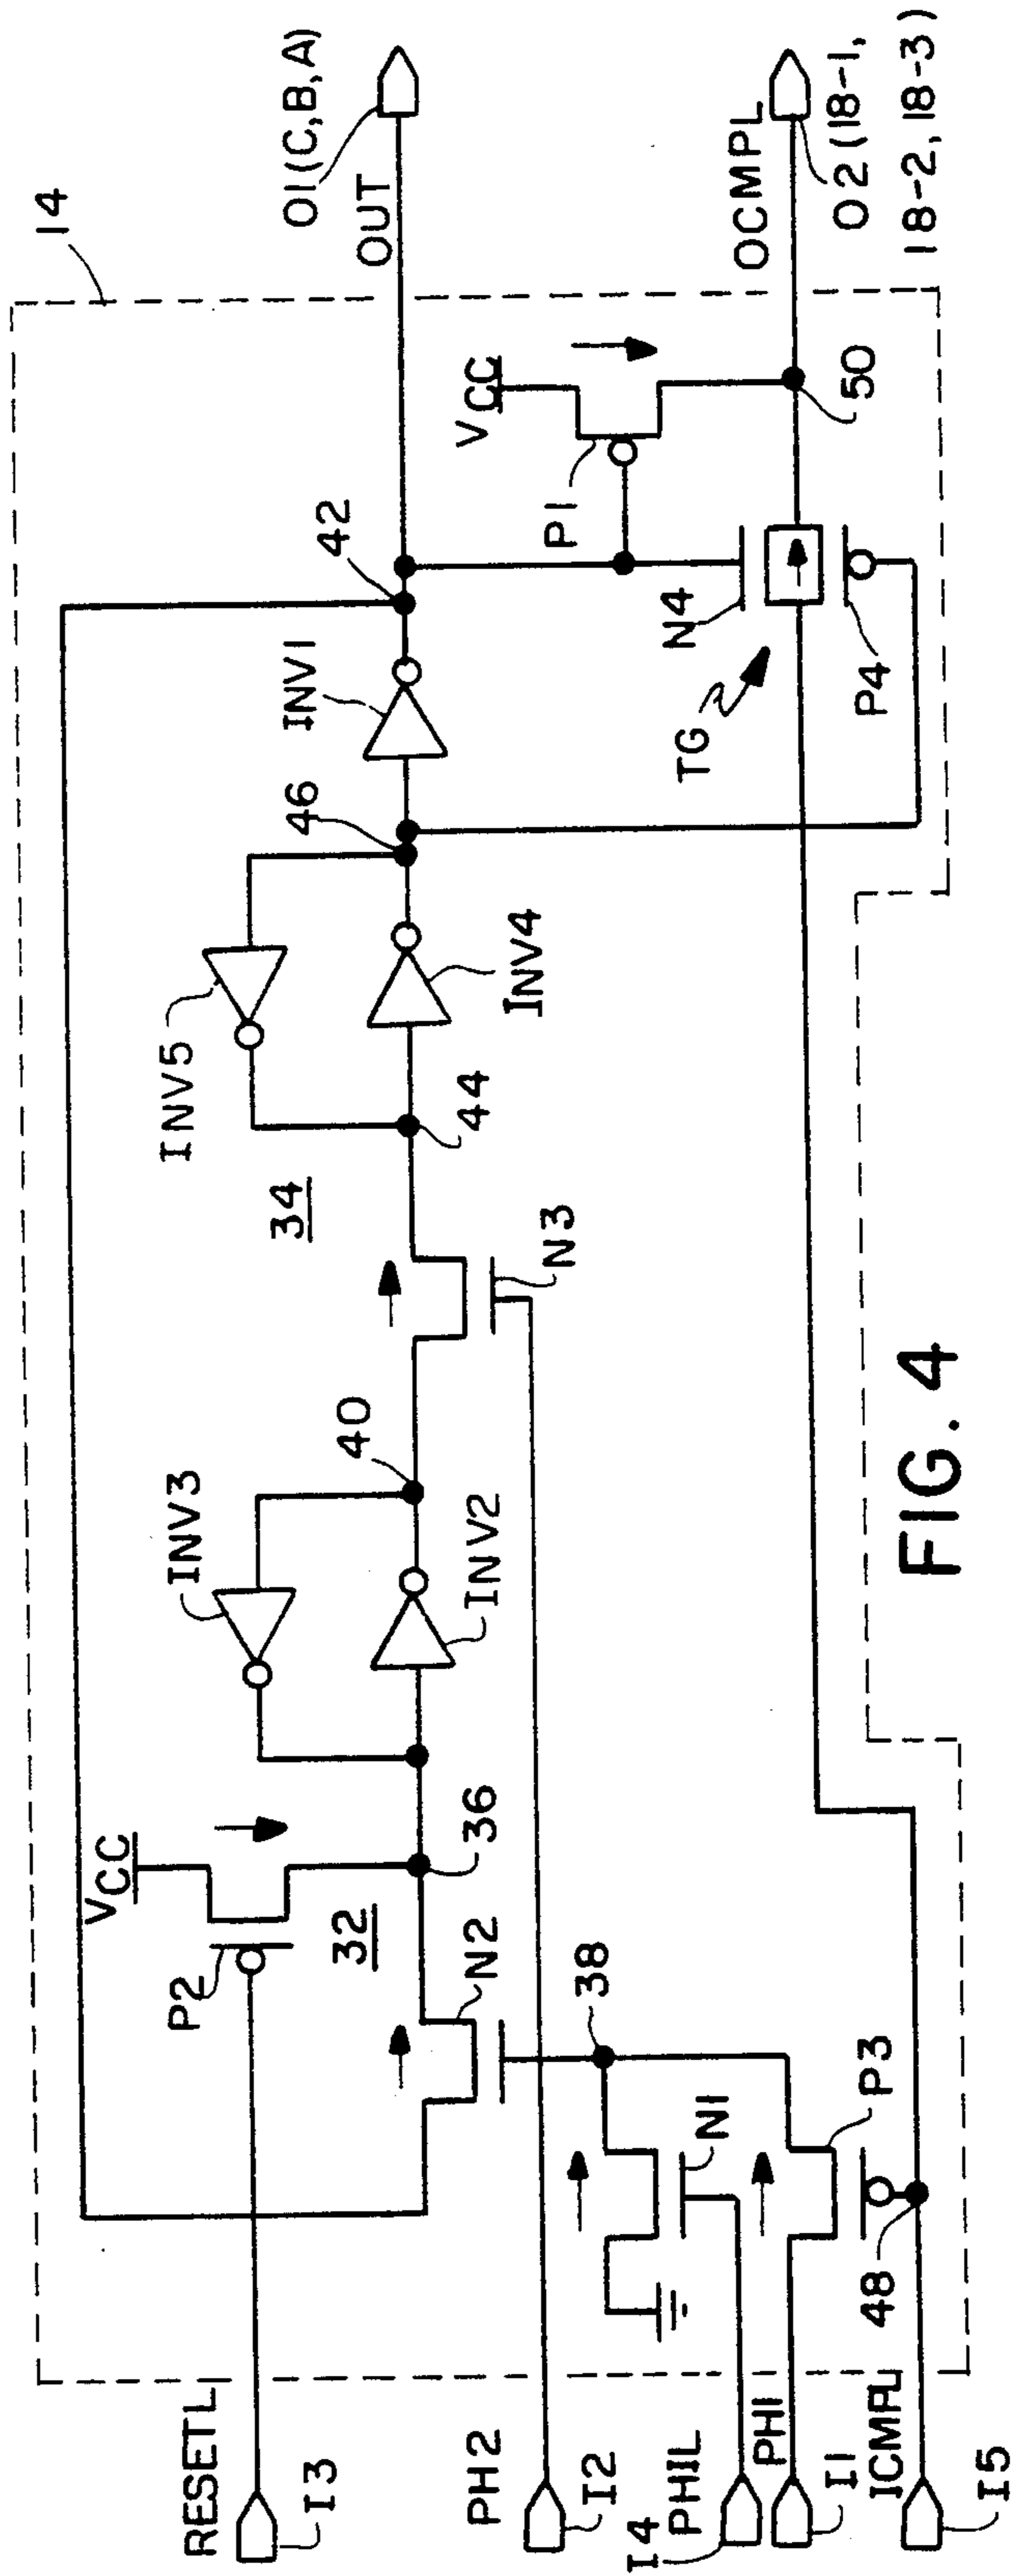 14
O1(C,B,A)
OUT
42
INV1
46
INV5
INV4
44
34
N3
40
INV3
INV2
VCC
P1
50
OCMPL
O2(18-1,
18-2,18-3)
N4
TG
P4
VCC
P2
32
36
N2
38
N1
P3
48
RESETL
I3
PH2
I2
PH1L
I4
PH1
I1
ICMPL
I5
FIG. 4